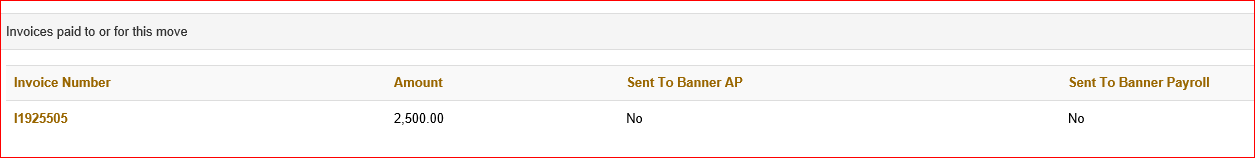 Invoices paid to or for this move
Invoice Number Amount Sent To Banner AP Sent To Banner Payroll
I1925505 2,500.00 No No